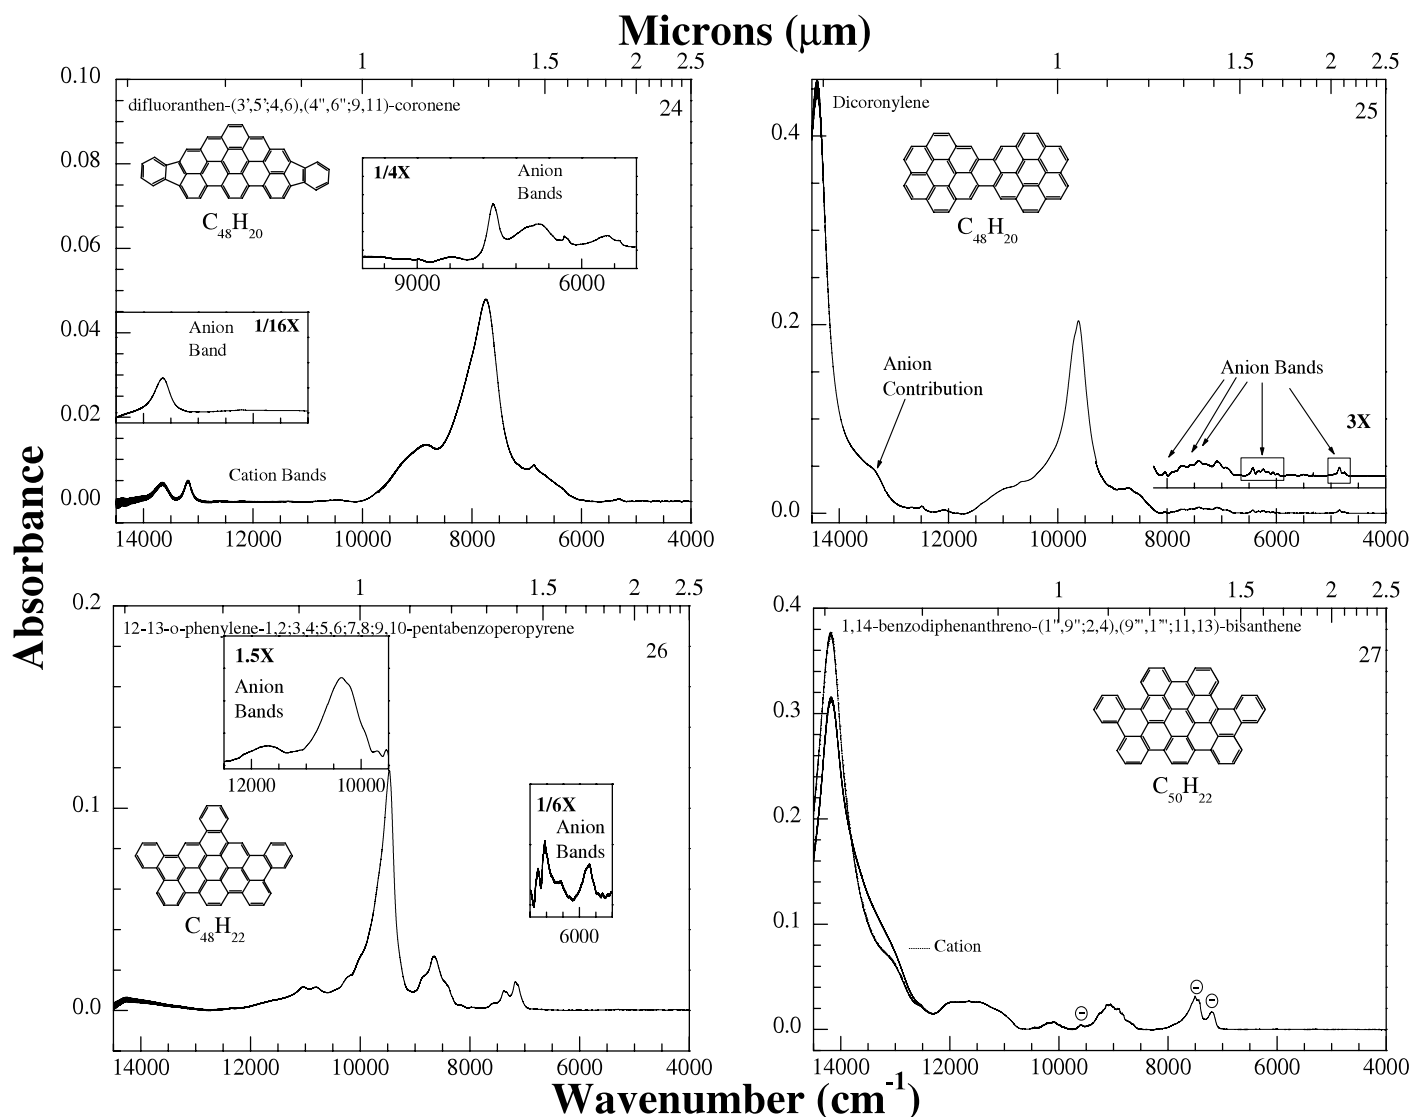 Microns (μm)
Absorbance
Wavenumber (cm-1)
1 1.5 2 2.5
0.10
0.08
0.06
0.04
0.02
0.00
difluoranthen-(3',5';4,6),(4",6";9,11)-coronene
24
C48H20
1/4X
Anion
Bands
9000 6000
Anion
Band
1/16X
Cation Bands
14000 12000 10000 8000 6000 4000
1 1.5 2 2.5
0.4
0.2
0.0
Dicoronylene
25
C48H20
Anion
Contribution
Anion Bands
3X
14000 12000 10000 8000 6000 4000
1 1.5 2 2.5
0.2
0.1
0.0
12-13-o-phenylene-1,2;3,4;5,6;7,8;9,10-pentabenzoperopyrene
26
1.5X
Anion
Bands
12000 10000
C48H22
1/6X
Anion
Bands
6000
14000 12000 10000 8000 6000 4000
1 1.5 2 2.5
0.4
0.3
0.2
0.1
0.0
1,14-benzodiphenanthreno-(1",9";2,4),(9"',1"';11,13)-bisanthene
27
C50H22
Cation
14000 12000 10000 8000 6000 4000